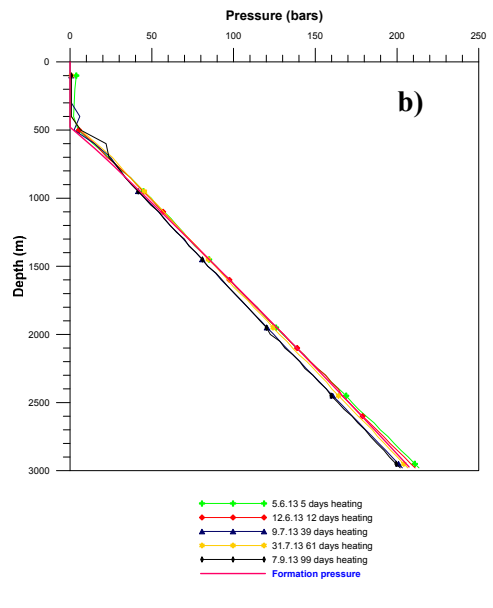 Pressure (bars)
0 50 100 150 200 250
b)
0
500
1000
1500
2000
2500
3000
Depth (m)
5.6.13 5 days heating
12.6.13 12 days heating
9.7.13 39 days heating
31.7.13 61 days heating
7.9.13 99 days heating
Formation pressure